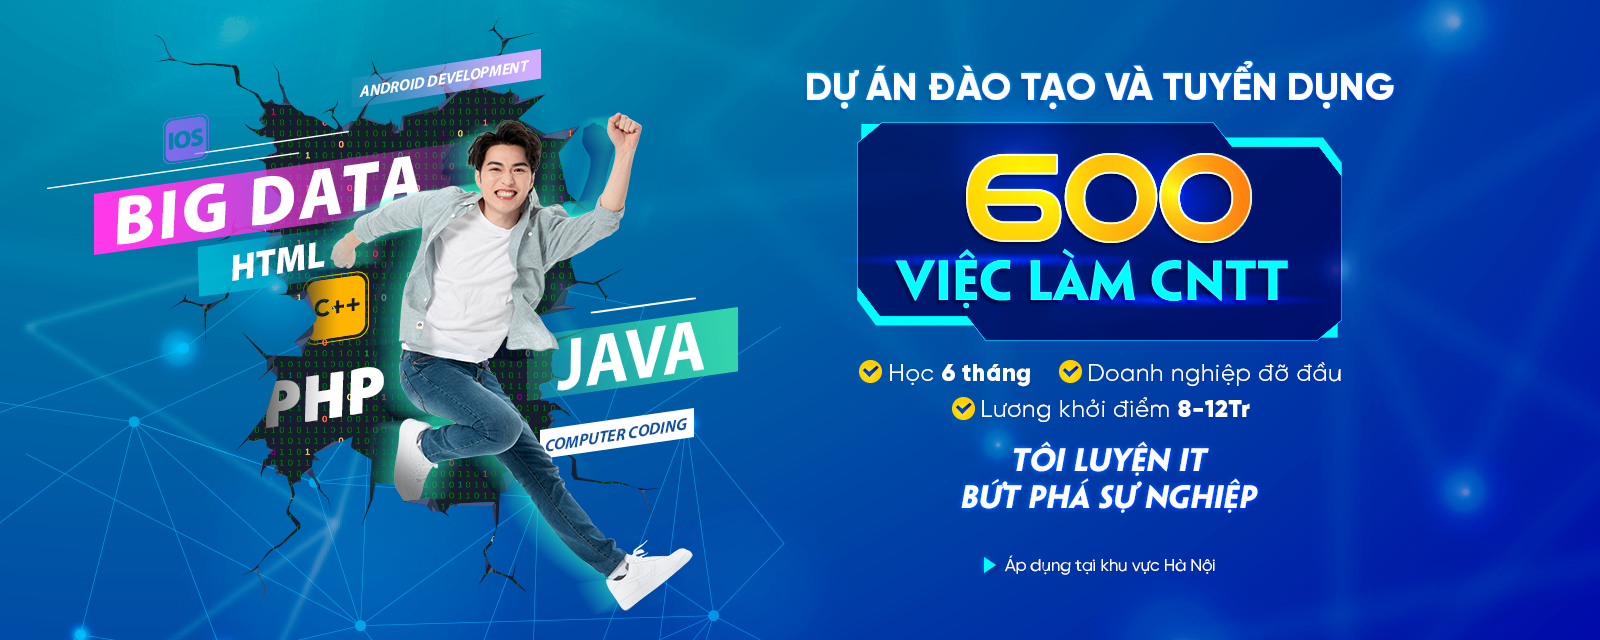 ANDROID DEVELOPMENT
IOS
BIG DATA
HTML
C++
PHP
JAVA
COMPUTER CODING
DỰ ÁN ĐÀO TẠO VÀ TUYỂN DỤNG
600
VIỆC LÀM CNTT
Học 6 tháng
Doanh nghiệp đỡ đầu
Lương khởi điểm 8-12Tr
TÔI LUYỆN IT
BỨT PHÁ SỰ NGHIỆP
Áp dụng tại khu vực Hà Nội